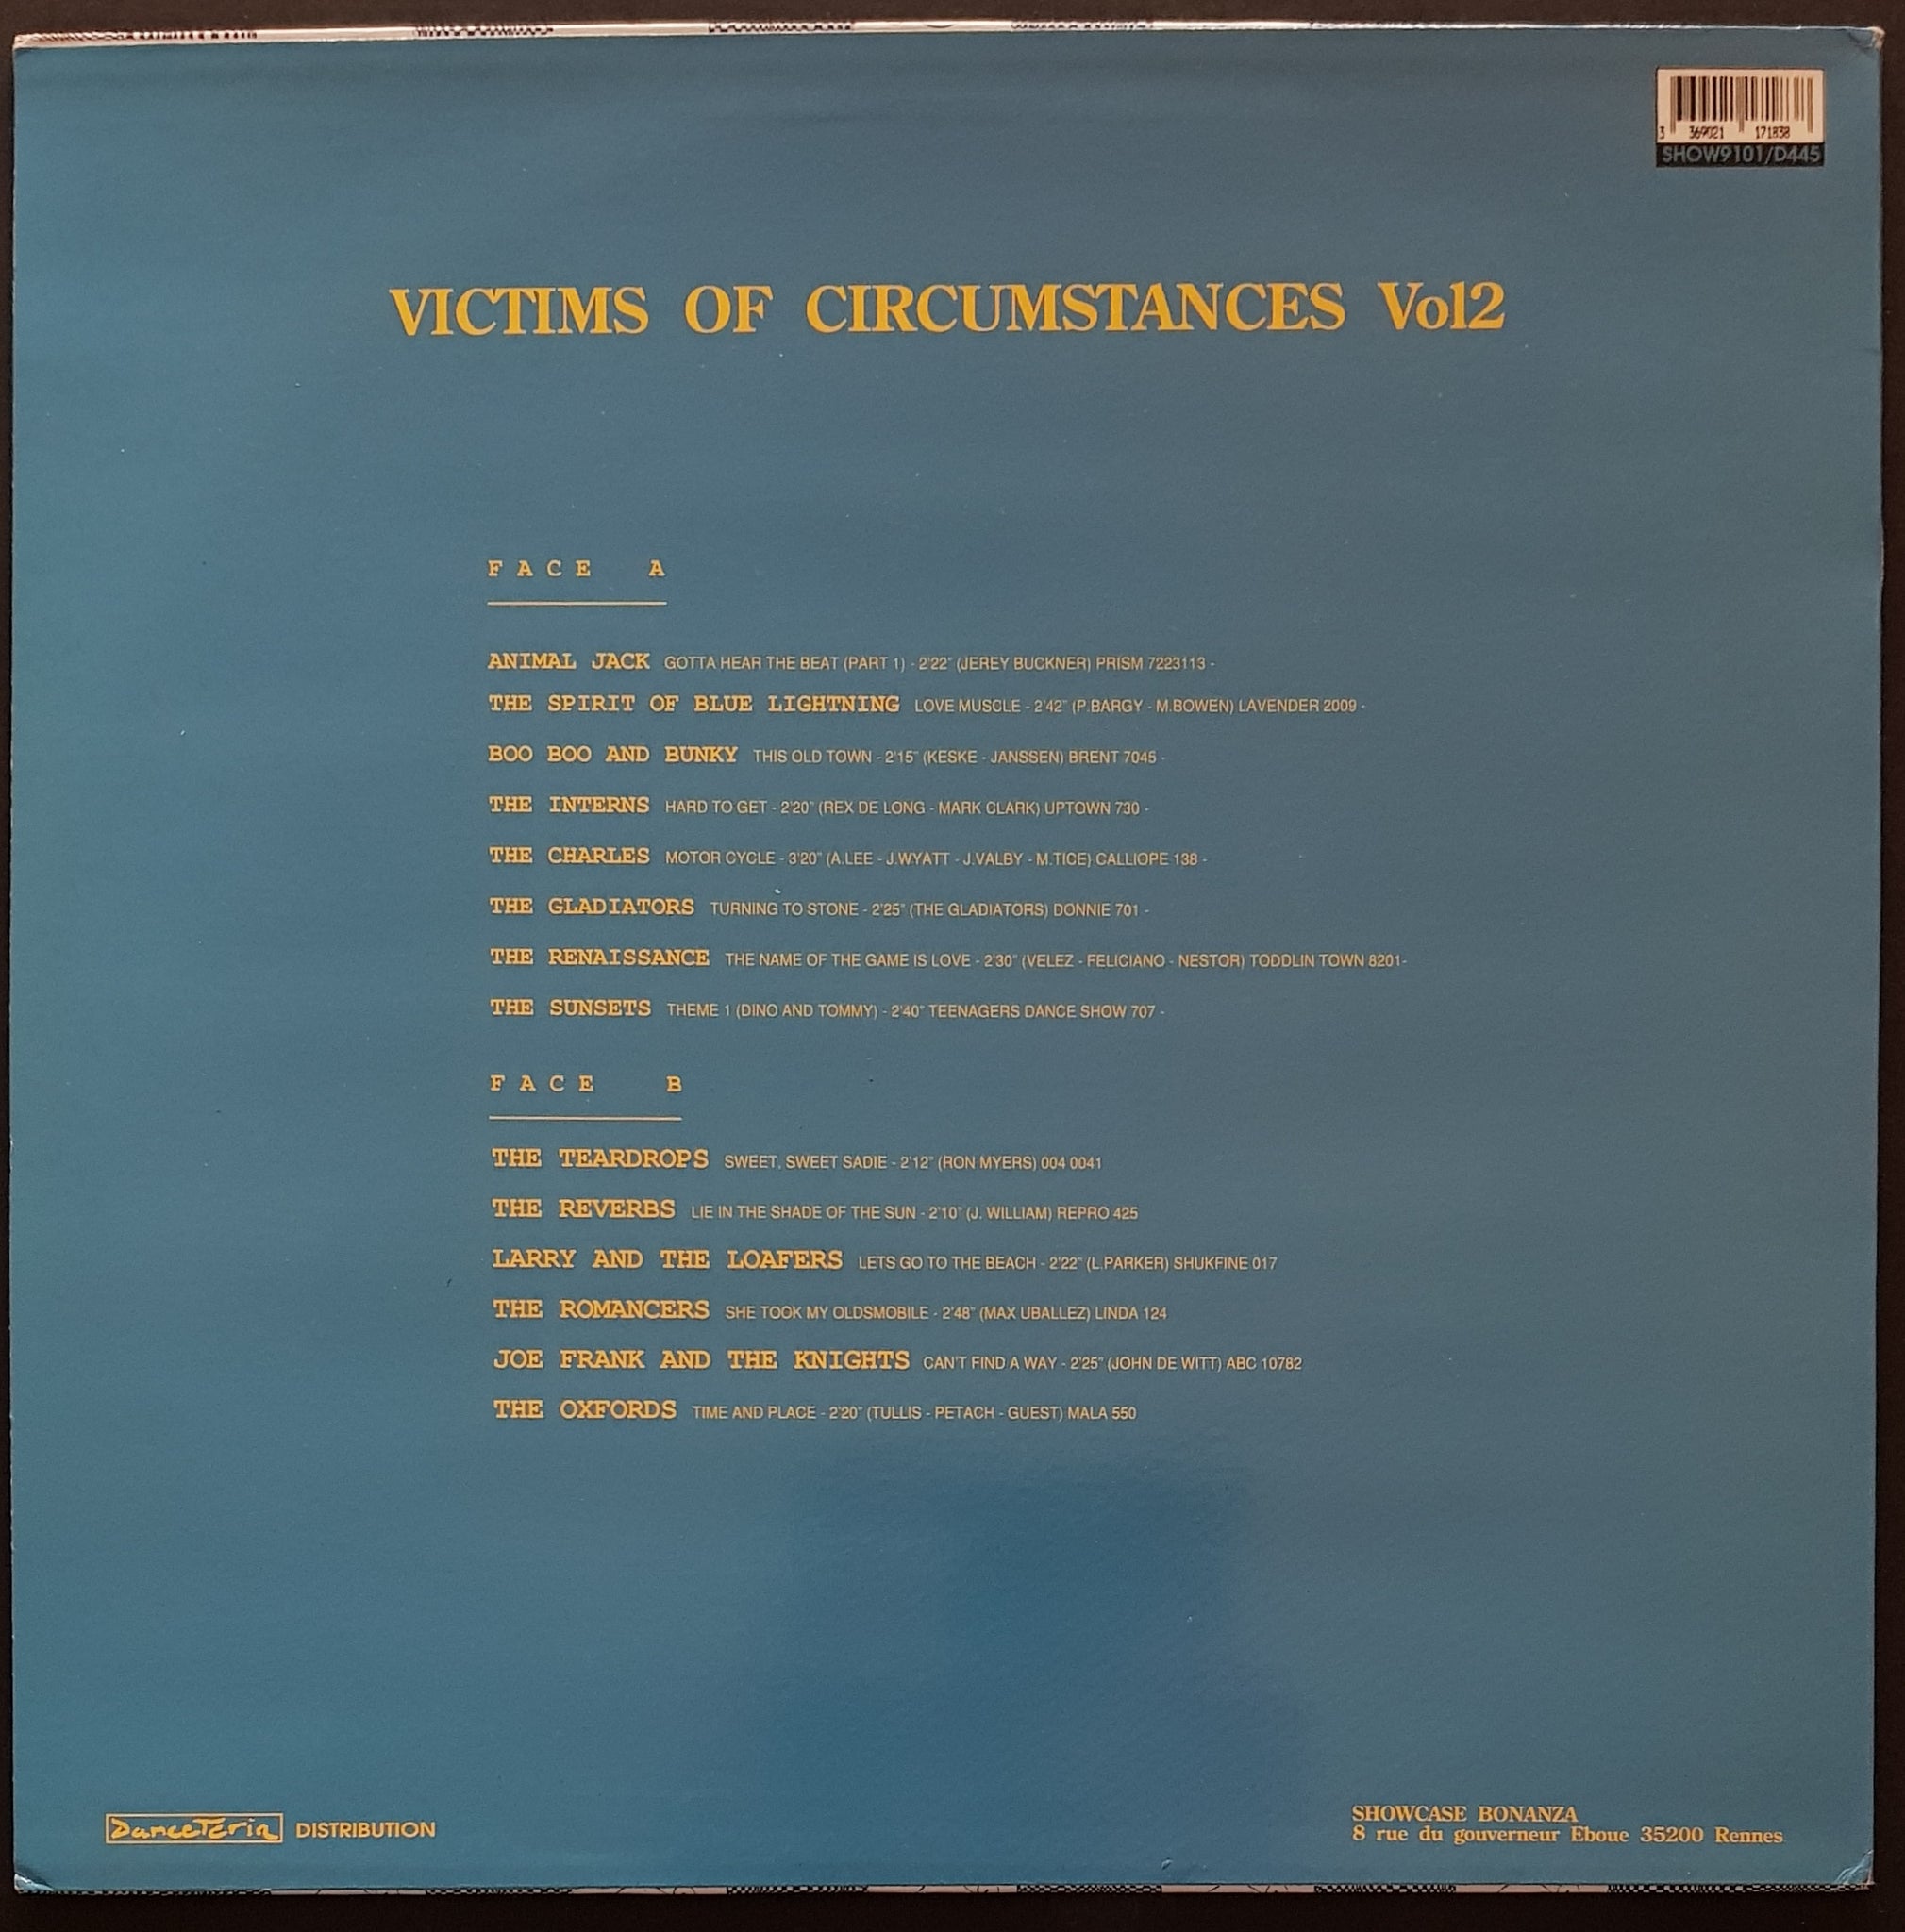 3 369021 171838
SHOW9101/D445
VICTIMS OF CIRCUMSTANCES Vol2
FACE A
ANIMAL JACK GOTTA HEAR THE BEAT (PART 1) - 2'22" (JEREY BUCKNER) PRISM 7223113 -
THE SPIRIT OF BLUE LIGHTNING LOVE MUSCLE - 2'42" (P.BARGY - M.BOWEN) LAVENDER 2009 -
BOO BOO AND BUNKY THIS OLD TOWN - 2'15" (KESKE - JANSSEN) BRENT 7045 -
THE INTERNS HARD TO GET - 2'20" (REX DE LONG - MARK CLARK) UPTOWN 730 -
THE CHARLES MOTOR CYCLE - 3'20" (A.LEE - J.WYATT - J.VALBY - M.TICE) CALLIOPE 138 -
THE GLADIATORS TURNING TO STONE - 2'25" (THE GLADIATORS) DONNIE 701 -
THE RENAISSANCE THE NAME OF THE GAME IS LOVE - 2'30" (VELEZ - FELICIANO - NESTOR) TODDLIN TOWN 8201-
THE SUNSETS THEME 1 (DINO AND TOMMY) - 2'40" TEENAGERS DANCE SHOW 707 -
FACE B
THE TEARDROPS SWEET, SWEET SADIE - 2'12" (RON MYERS) 004 0041
THE REVERBS LIE IN THE SHADE OF THE SUN - 2'10" (J. WILLIAM) REPRO 425
LARRY AND THE LOAFERS LETS GO TO THE BEACH - 2'22" (L.PARKER) SHUKFINE 017
THE ROMANCERS SHE TOOK MY OLDSMOBILE - 2'48" (MAX UBALLEZ) LINDA 124
JOE FRANK AND THE KNIGHTS CAN'T FIND A WAY - 2'25" (JOHN DE WITT) ABC 10782
THE OXFORDS TIME AND PLACE - 2'20" (TULLIS - PETACH - GUEST) MALA 550
DanceTeria DISTRIBUTION
SHOWCASE BONANZA
8 rue du gouverneur Eboue 35200 Rennes